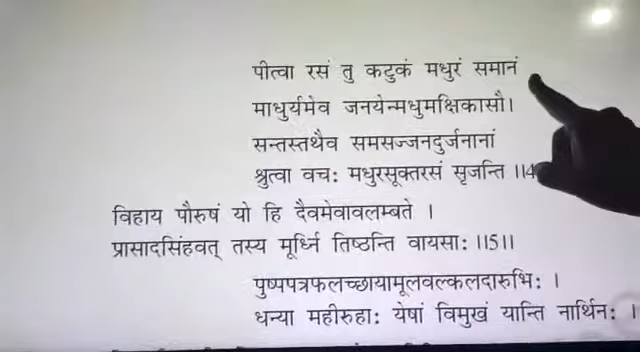 पीत्वा रसं तु कटुकं मधुरं समानं
माधुर्यमेव जनयेन्मधुमक्षिकासौ।
सन्तस्तथैव समसज्जनदुर्जनानां
श्रुत्वा वचः मधुरसूक्तरसं सृजन्ति ।।4
विहाय पौरुषं यो हि दैवमेवावलम्बते ।
प्रासादसिंहवत् तस्य मूर्ध्नि तिष्ठन्ति वायसाः ।।5।।
पुष्पपत्रफलच्छायामूलवल्कलदारुभिः ।
धन्या महीरुहाः येषां विमुखं यान्ति नार्थिनः ।